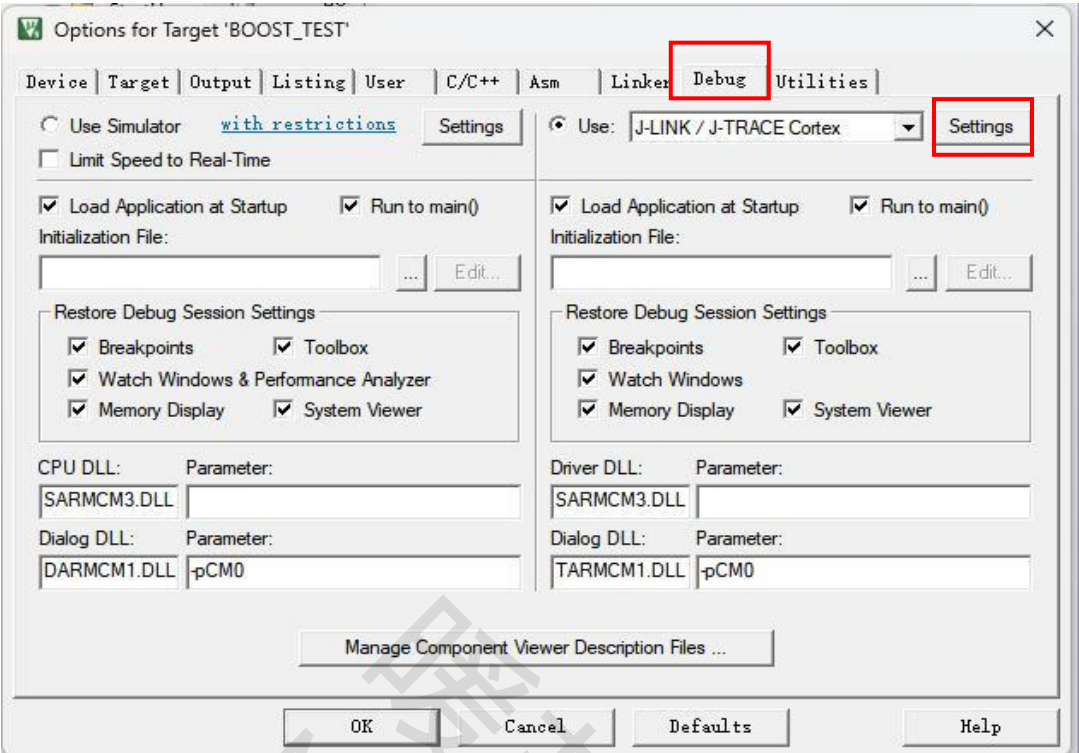 Options for Target 'BOOST_TEST'
Device Target Output Listing User C/C++ Asm Linker Debug Utilities
Use Simulator with restrictions Settings
Limit Speed to Real-Time
Use: J-LINK / J-TRACE Cortex Settings
Load Application at Startup Run to main()
Initialization File:
... Edit...
Restore Debug Session Settings
Breakpoints Toolbox
Watch Windows & Performance Analyzer
Memory Display System Viewer
CPU DLL: Parameter:
SARMCM3.DLL
Dialog DLL: Parameter:
DARMCM1.DLL -pCM0
Load Application at Startup Run to main()
Initialization File:
... Edit...
Restore Debug Session Settings
Breakpoints Toolbox
Watch Windows
Memory Display System Viewer
Driver DLL: Parameter:
SARMCM3.DLL
Dialog DLL: Parameter:
TARMCM1.DLL -pCM0
Manage Component Viewer Description Files ...
OK Cancel Defaults Help